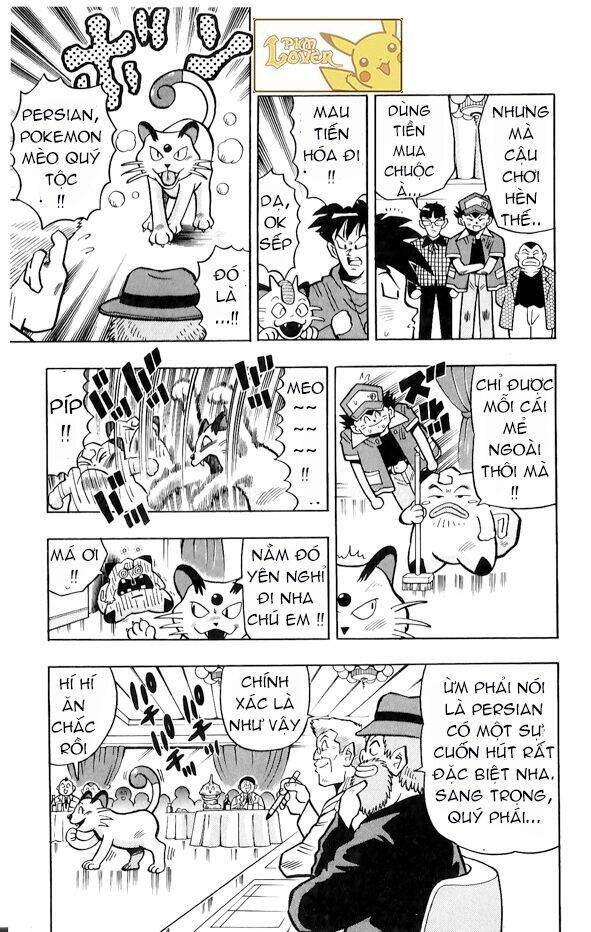 PKM
LOVER
NHƯNG
MÀ
CẬU
CHƠI
HÈN
THẾ..
DÙNG
TIỀN
MUA
CHUỘC
À...
MAU
TIẾN
HÓA ĐI
!!
DẠ,
OK
SẾP
PERSIAN,
POKEMON
MÈO QUÝ
TỘC
!!
ĐÓ
LÀ
...!!
CHỈ ĐƯỢC
MỖI CÁI
MẺ
NGOÀI
THÔI MÀ
!!
MEO
~ ~
~ ~
~ ~
..
PÍP
!!
NẰM ĐÓ
YÊN NGHỈ
ĐI NHA
CHÚ EM !!
MÁ ƠI
!!
ỪM PHẢI NÓI
LÀ PERSIAN
CÓ MỘT SỰ
CUỐN HÚT RẤT
ĐẶC BIỆT NHA.
SANG TRỌNG,
QUÝ PHÁI...
CHÍNH
XÁC LÀ
NHƯ VẬY
HÍ HÍ
ĂN
CHẮC
RỒI